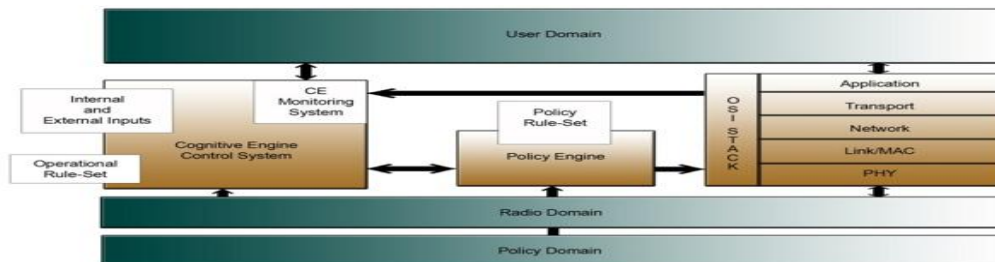 User Domain
CE
Monitoring
System
Internal
and
External Inputs
Cognitive Engine
Control System
Operational
Rule-Set
Policy
Rule-Set
Policy Engine
OSI STACK
Application
Transport
Network
Link/MAC
PHY
Radio Domain
Policy Domain